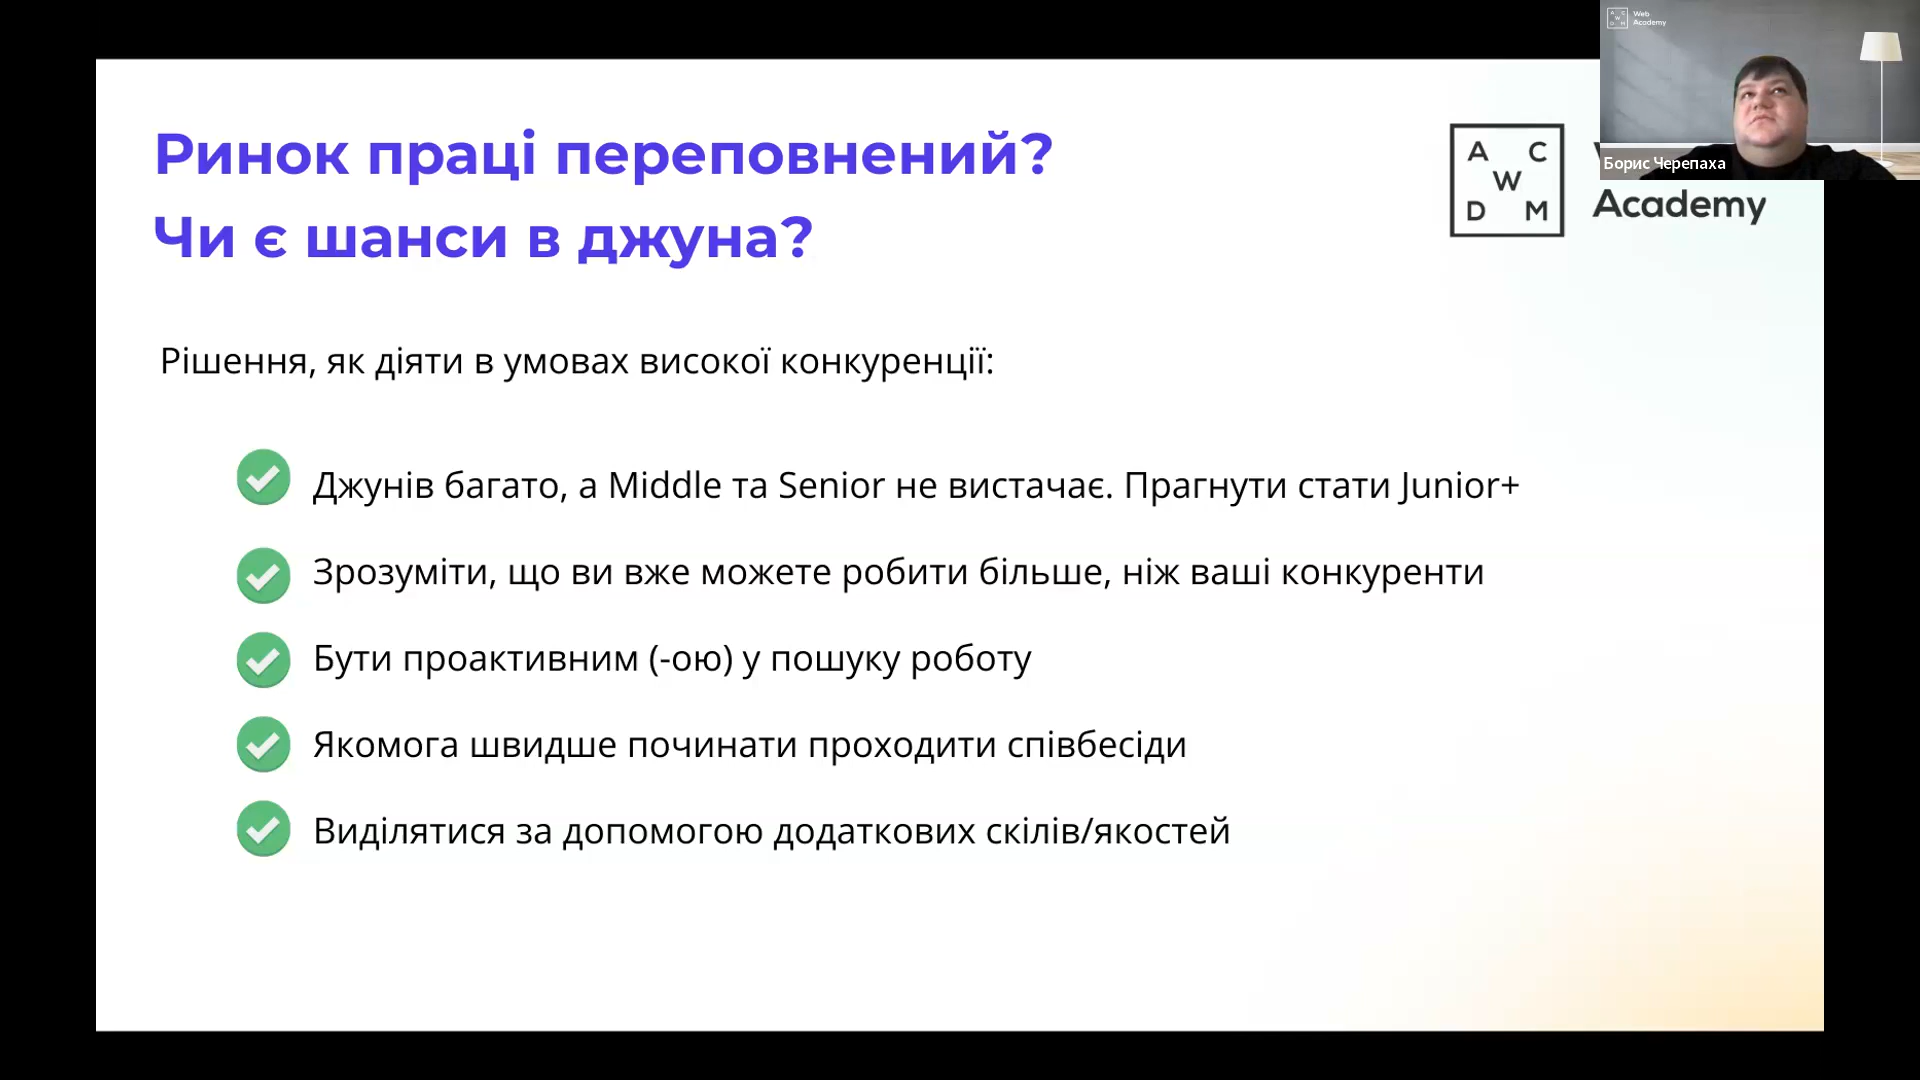 Ринок праці переповнений?
Чи є шанси в джуна?
A C
W
D M
Academy
Web
Academy
Борис Черепаха
Рішення, як діяти в умовах високої конкуренції:
Джунів багато, а Middle та Senior не вистачає. Прагнути стати Junior+
Зрозуміти, що ви вже можете робити більше, ніж ваші конкуренти
Бути проактивним (-ою) у пошуку роботу
Якомога швидше починати проходити співбесіди
Виділятися за допомогою додаткових скілів/якостей